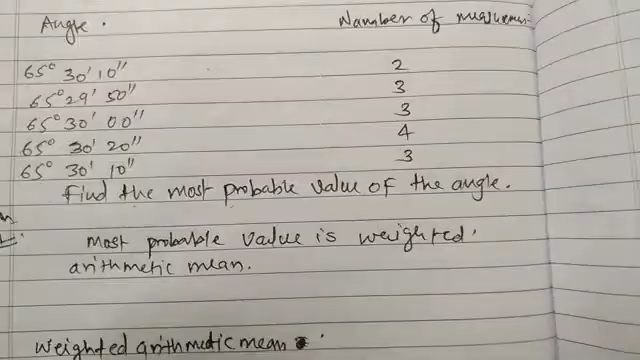 Angle. Number of measuremen
65° 30' 10" 2
65° 29' 50" 3
65° 30' 00" 3
65° 30' 20" 4
65° 30' 10" 3
Find the most probable value of the angle.
most probable value is weighted
arithmetic mean.
weighted arithmetic mean